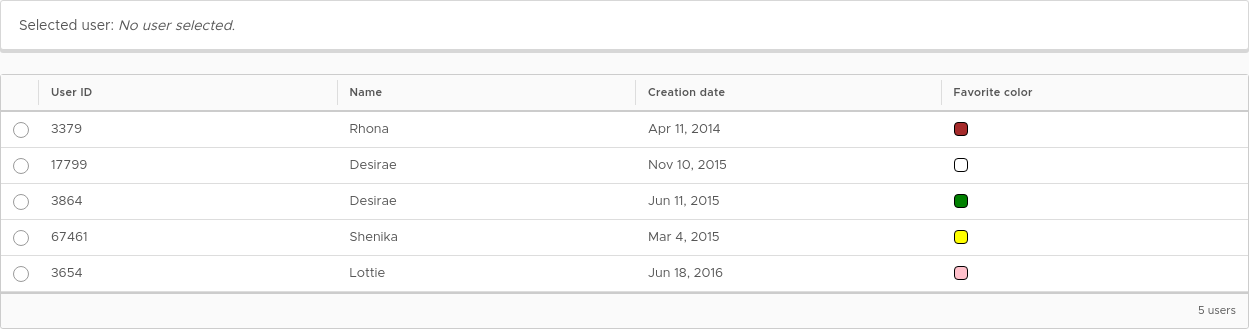 Selected user: No user selected.
User ID Name Creation date Favorite color
3379 Rhona Apr 11, 2014
17799 Desirae Nov 10, 2015
3864 Desirae Jun 11, 2015
67461 Shenika Mar 4, 2015
3654 Lottie Jun 18, 2016
5 users